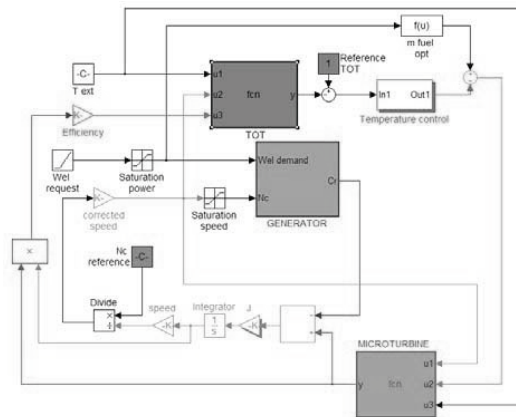 f(u)
m fuel
opt
-C-
T ext
u1
u2
u3
fcn
y
TOT
1
Reference
TOT
In1 Out1
Temperature control
K-
Efficiency
Wel
request
Saturation
power
Wel demand
Nc
Cr
GENERATOR
K-
corrected
speed
Saturation
speed
×
Nc
reference
-C-
Divide
×
÷
speed
-K
Integrator
1
s
J
-K
MICROTURBINE
y
fcn
u1
u2
u3